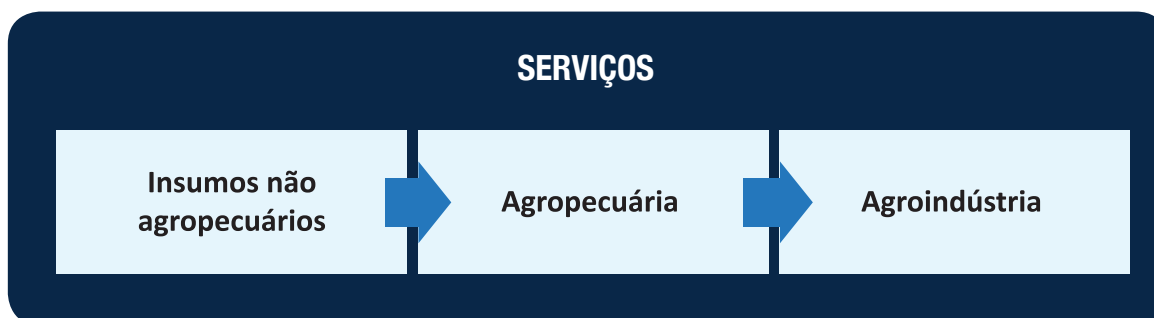 SERVIÇOS
Insumos não
agropecuários
Agropecuária
Agroindústria